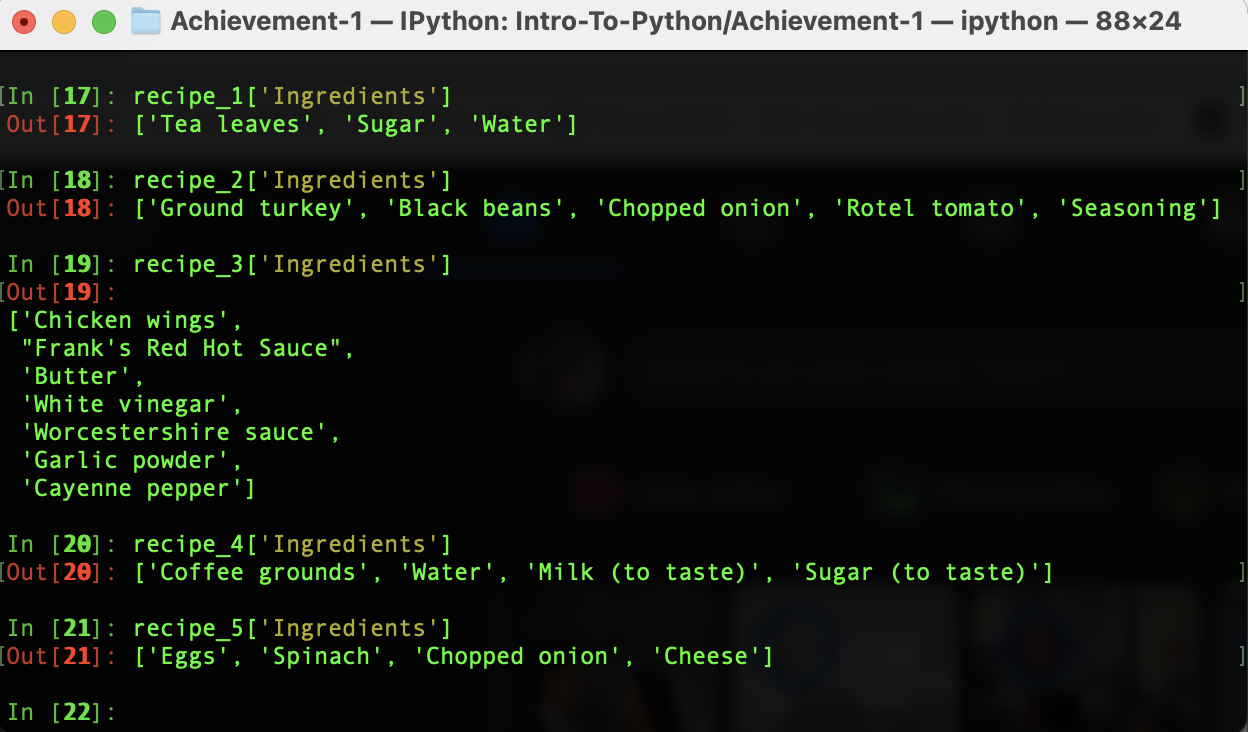 Achievement-1 — IPython: Intro-To-Python/Achievement-1 — ipython — 88×24
[In [17]: recipe_1['Ingredients'] ]
Out[17]: ['Tea leaves', 'Sugar', 'Water']
[In [18]: recipe_2['Ingredients'] ]
Out[18]: ['Ground turkey', 'Black beans', 'Chopped onion', 'Rotel tomato', 'Seasoning']
In [19]: recipe_3['Ingredients']
[Out[19]: ]
['Chicken wings',
"Frank's Red Hot Sauce",
'Butter',
'White vinegar',
'Worcestershire sauce',
'Garlic powder',
'Cayenne pepper']
In [20]: recipe_4['Ingredients']
[Out[20]: ['Coffee grounds', 'Water', 'Milk (to taste)', 'Sugar (to taste)'] ]
In [21]: recipe_5['Ingredients']
[Out[21]: ['Eggs', 'Spinach', 'Chopped onion', 'Cheese'] ]
In [22]: